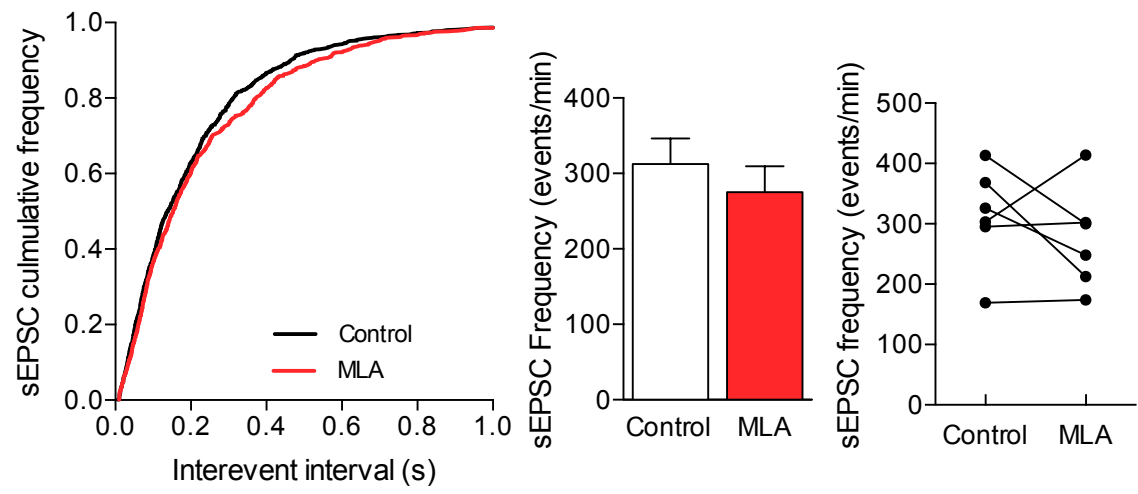 sEPSC culmulative frequency
1.0
0.8
0.6
0.4
0.2
0.0
0.0 0.2 0.4 0.6 0.8 1.0
Interevent interval (s)
Control
MLA
sEPSC Frequency (events/min)
400
300
200
100
0
Control MLA
sEPSC frequency (events/min)
500
400
300
200
100
0
Control MLA